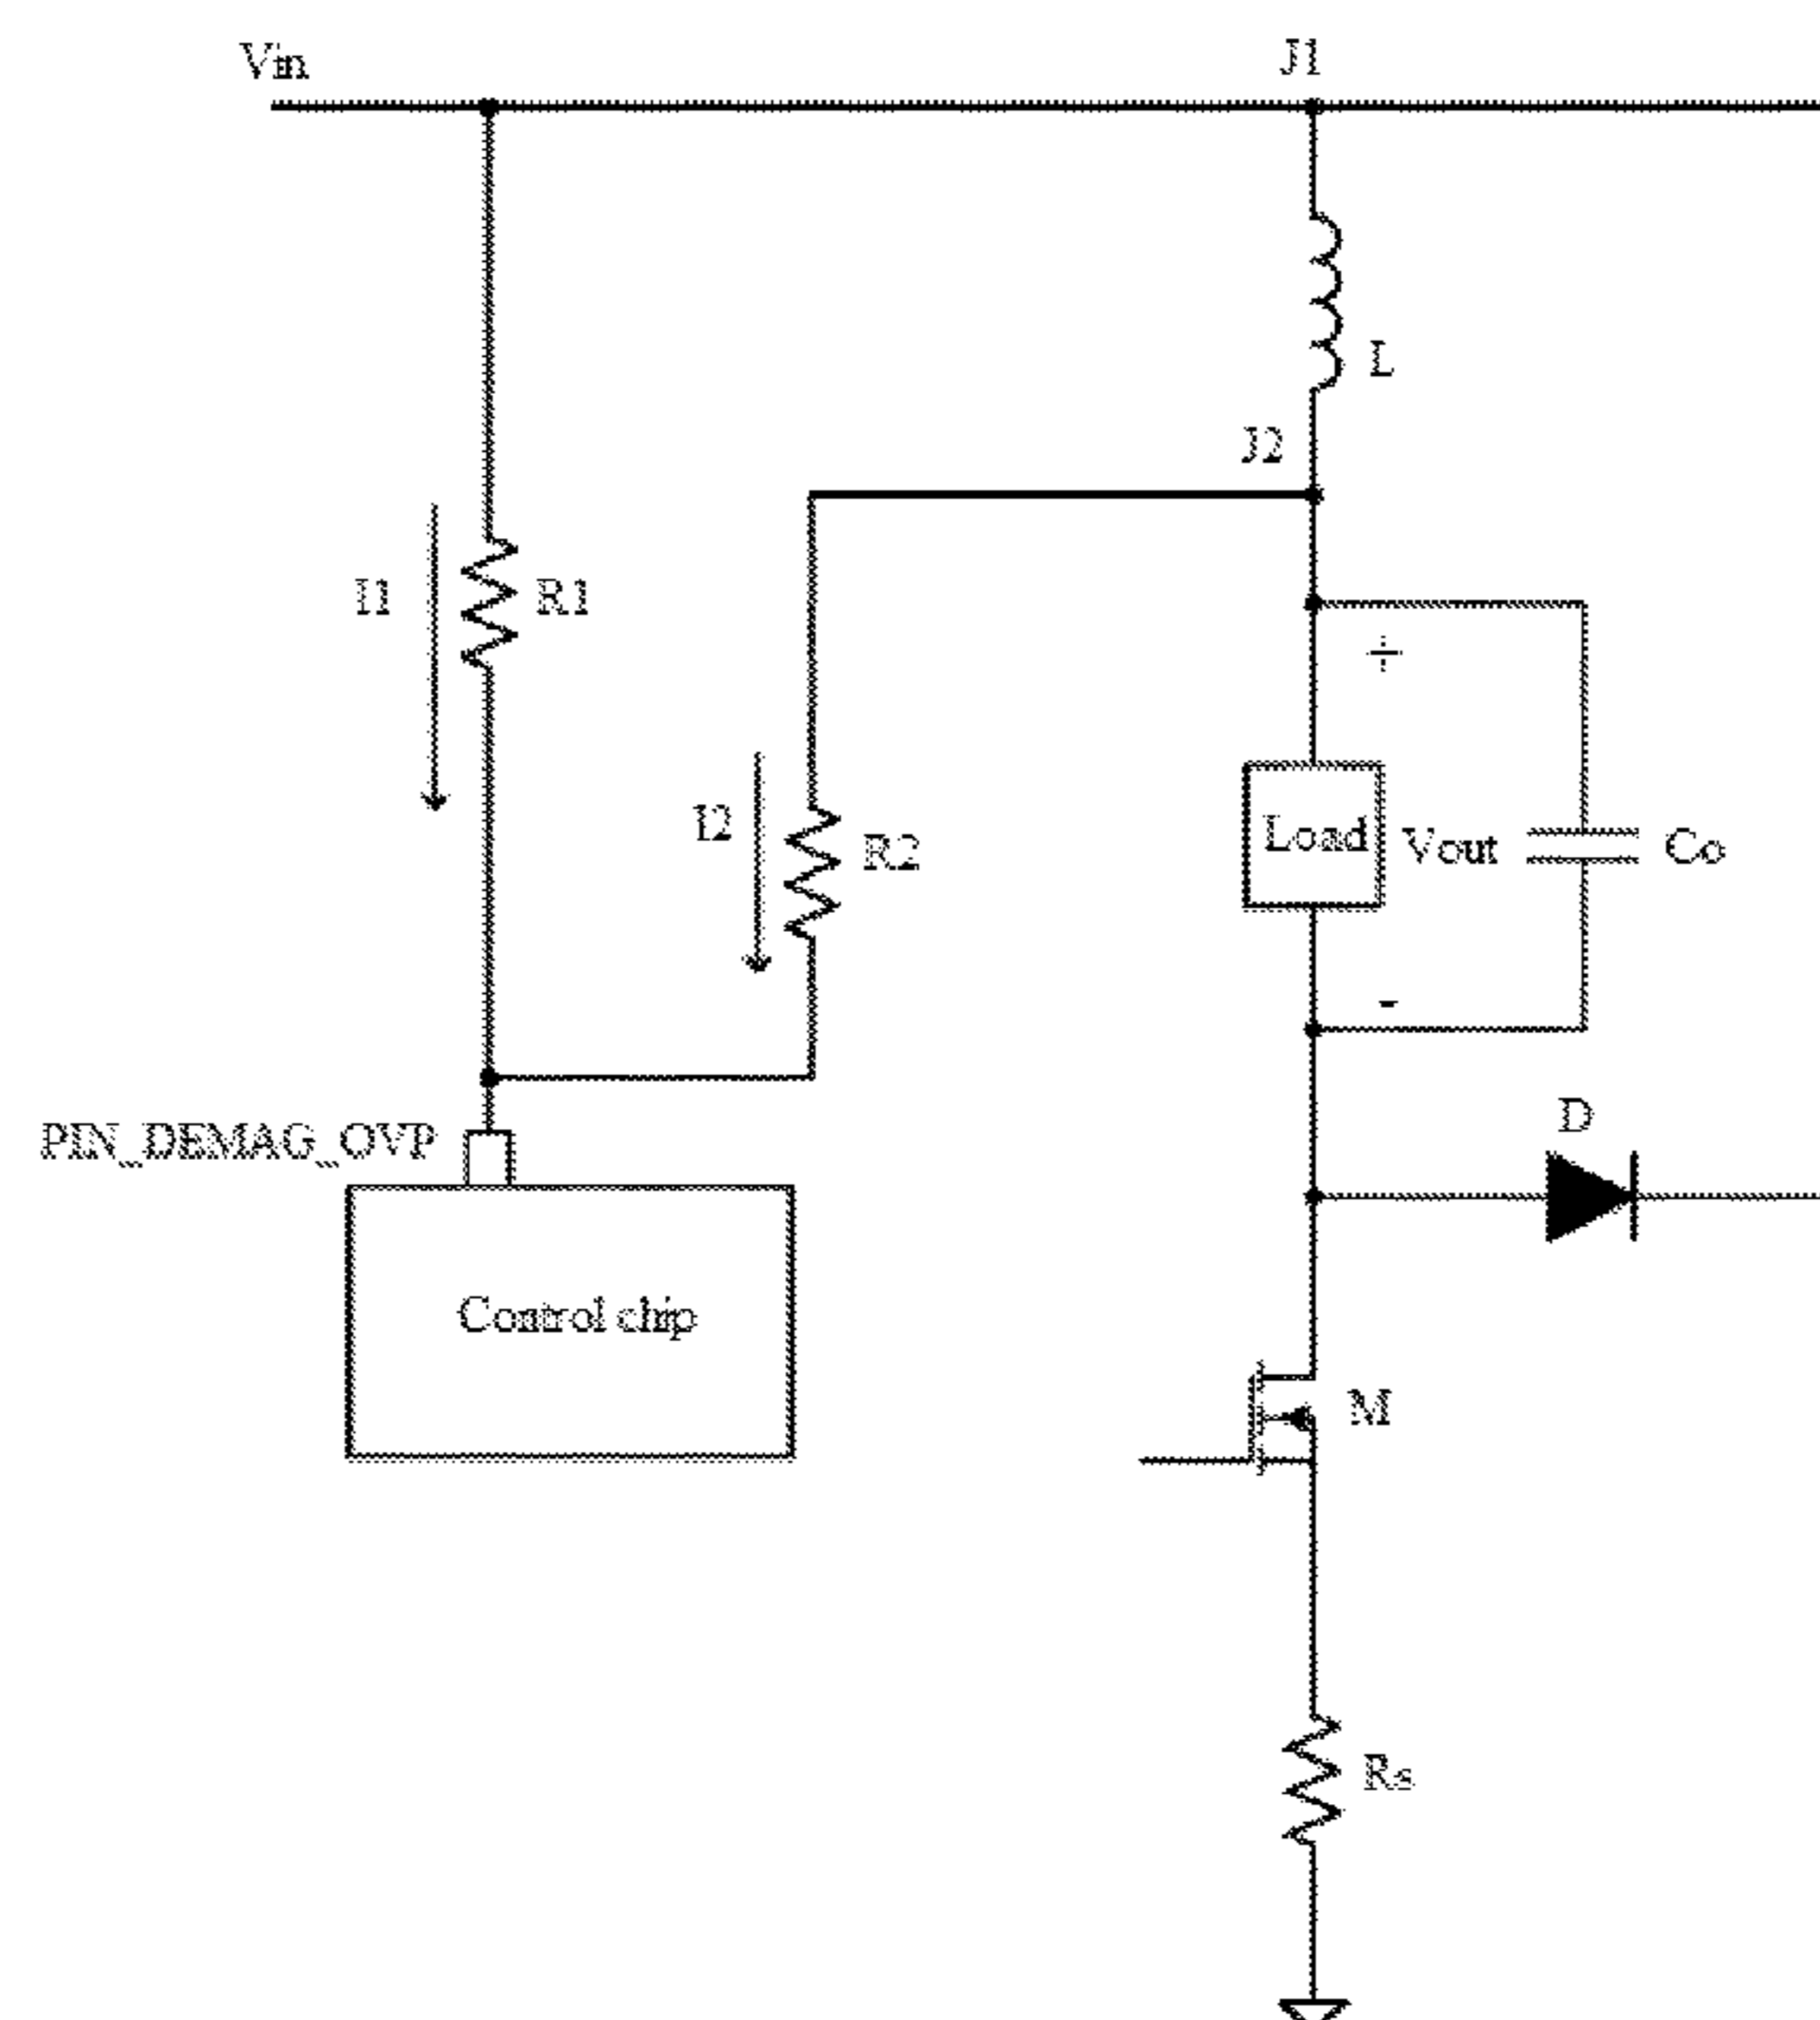 Vin
J1
L
J2
I1
R1
+
I2
R2
Load
Vout
Co
-
D
PIN_DEMAG_OVP
Control chip
M
Rs